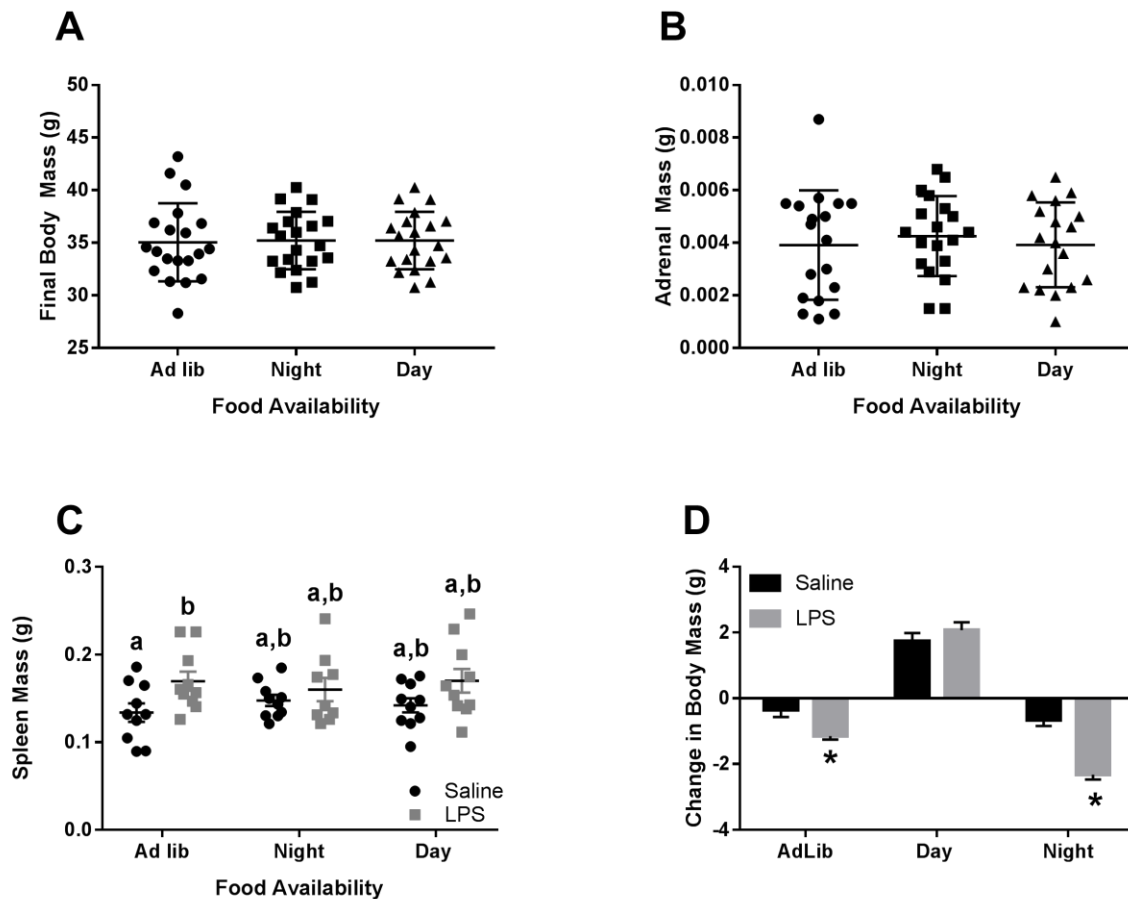 A
Final Body Mass (g)
50
45
40
35
30
25
Ad lib Night Day
Food Availability
B
Adrenal Mass (g)
0.010
0.008
0.006
0.004
0.002
0.000
Ad lib Night Day
Food Availability
C
Spleen Mass (g)
0.3
0.2
0.1
0.0
a b a,b a,b a,b a,b
Saline
LPS
Ad lib Night Day
Food Availability
D
Change in Body Mass (g)
4
2
0
-2
-4
Saline
LPS
* *
AdLib Day Night